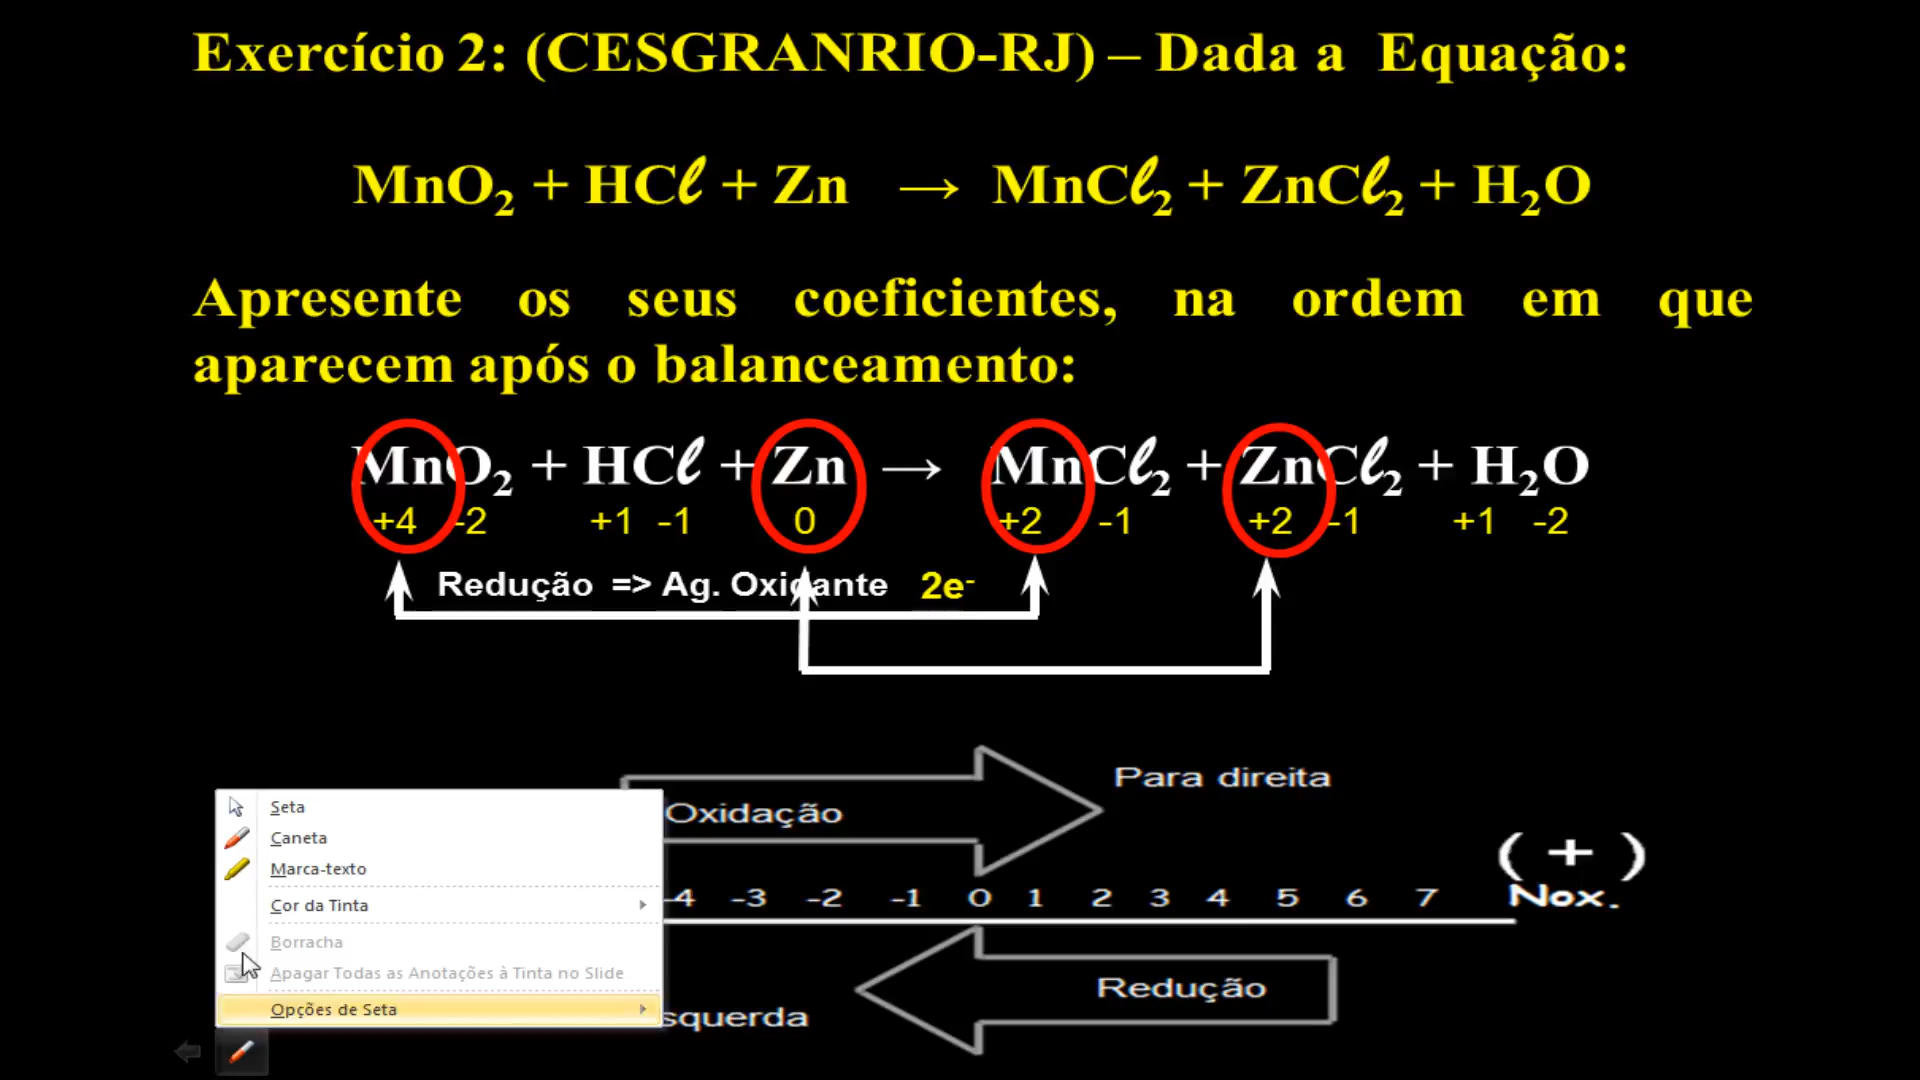 Exercício 2: (CESGRANRIO-RJ) – Dada a Equação:
MnO₂ + HCℓ + Zn → MnCℓ₂ + ZnCℓ₂ + H₂O
Apresente os seus coeficientes, na ordem em que
aparecem após o balanceamento:
MnO₂ + HCℓ + Zn → MnCℓ₂ + ZnCℓ₂ + H₂O
+4 -2 +1 -1 0 +2 -1 +2 -1 +1 -2
Redução => Ag. Oxidante 2e⁻
Para direita
Oxidação
Seta
Caneta
Marca-texto
Cor da Tinta
Borracha
Apagar Todas as Anotações à Tinta no Slide
Opções de Seta
( + )
-4 -3 -2 -1 0 1 2 3 4 5 6 7 Nox.
Redução
squerda